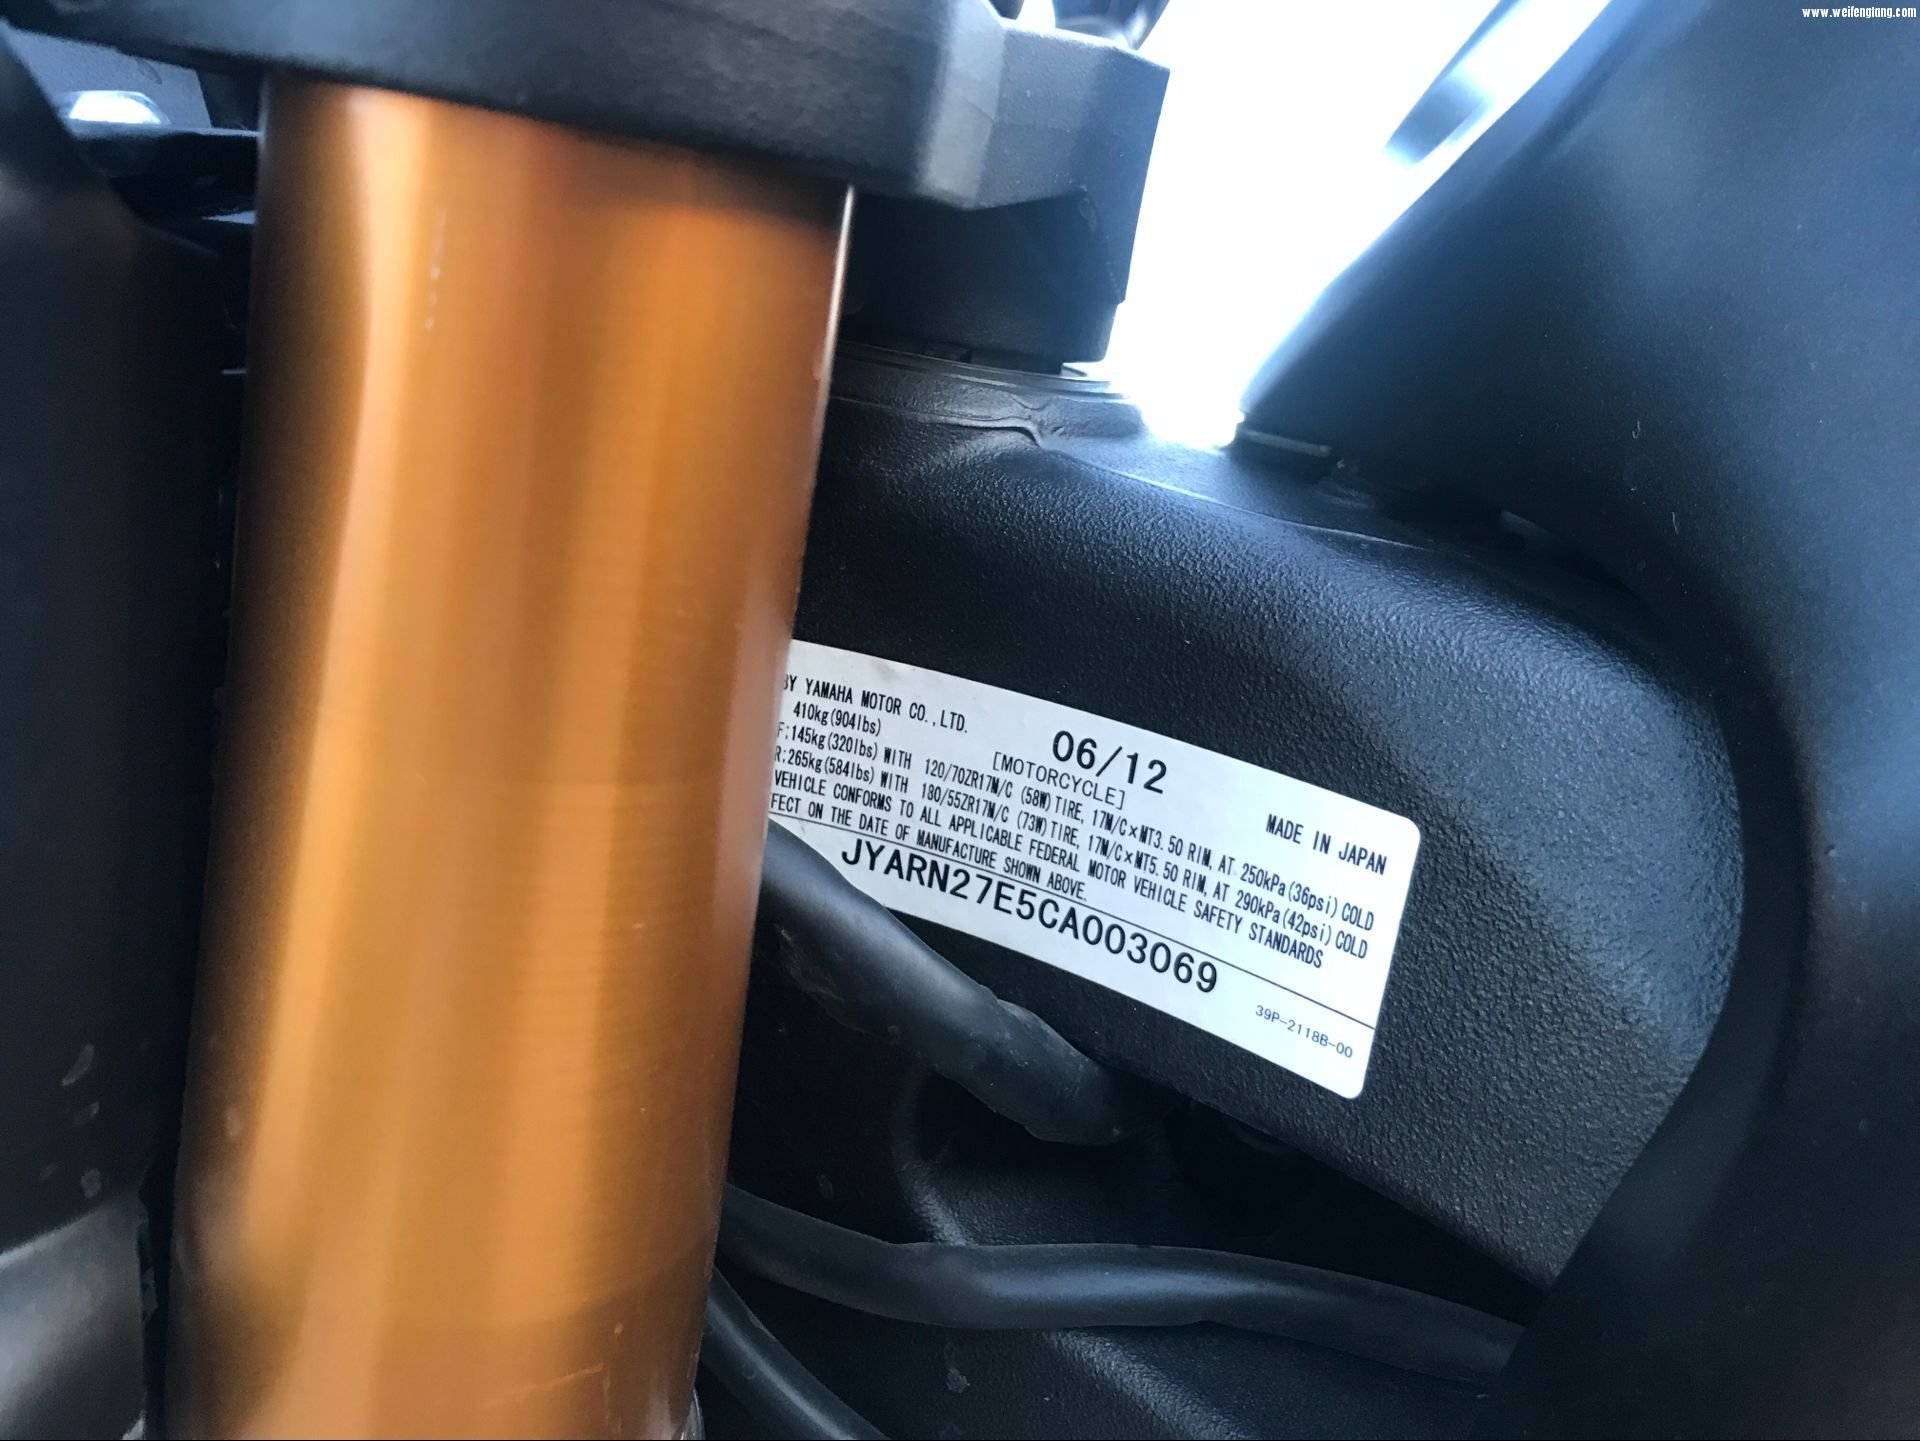 www.weifengtang.com
BY YAMAHA MOTOR CO.,LTD.
06/12
MADE IN JAPAN
410kg(904lbs)
[MOTORCYCLE]
F:145kg(320lbs) WITH 120/70ZR17M/C (58W)TIRE, 17M/C×MT3.50 RIM, AT 250kPa(36psi)COLD
R:265kg(584lbs) WITH 180/55ZR17M/C (73W)TIRE, 17M/C×MT5.50 RIM, AT 290kPa(42psi)COLD
VEHICLE CONFORMS TO ALL APPLICABLE FEDERAL MOTOR VEHICLE SAFETY STANDARDS
FECT ON THE DATE OF MANUFACTURE SHOWN ABOVE.
JYARN27E5CA003069
39P-2118B-00